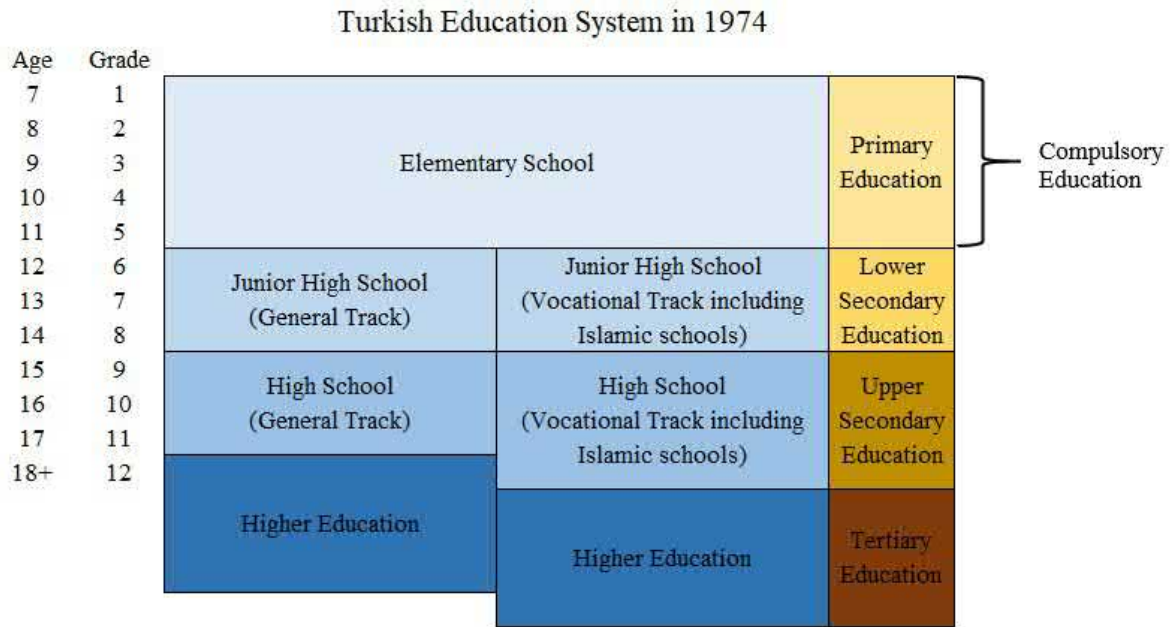 Turkish Education System in 1974
Age Grade
7 1
8 2
9 3
10 4
11 5
12 6
13 7
14 8
15 9
16 10
17 11
18+ 12
Elementary School
Primary
Education
Compulsory
Education
Junior High School
(General Track)
Junior High School
(Vocational Track including
Islamic schools)
Lower
Secondary
Education
High School
(General Track)
High School
(Vocational Track including
Islamic schools)
Upper
Secondary
Education
Higher Education
Higher Education
Tertiary
Education